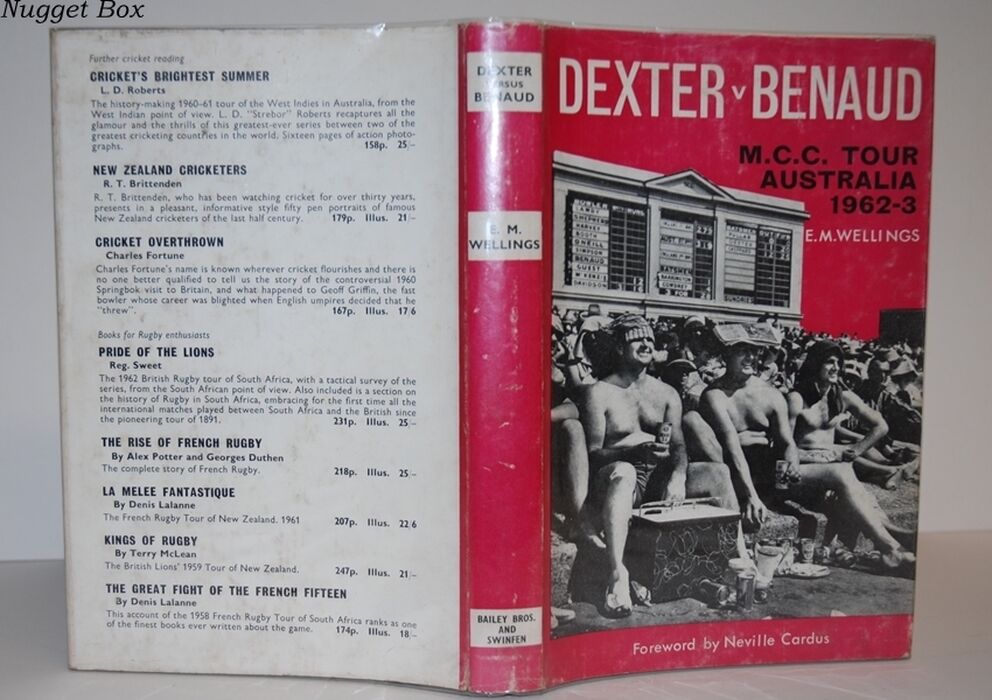 Nugget Box
Further cricket reading
CRICKET'S BRIGHTEST SUMMER
L. D. Roberts
The history-making 1960-61 tour of the West Indies in Australia, from the
West Indian point of view. L. D. "Strebor" Roberts recaptures all the
glamour and the thrills of this greatest-ever series between two of the
greatest cricketing countries in the world. Sixteen pages of action photo-
graphs. 158p. 25/-
NEW ZEALAND CRICKETERS
R. T. Brittenden
R. T. Brittenden, who has been watching cricket for over thirty years,
presents in a pleasant, informative style fifty pen portraits of famous
New Zealand cricketers of the last half century. 179p. Illus. 21/-
CRICKET OVERTHROWN
Charles Fortune
Charles Fortune's name is known wherever cricket flourishes and there is
no one better qualified to tell us the story of the controversial 1960
Springbok visit to Britain, and what happened to Geoff Griffin, the fast
bowler whose career was blighted when English umpires decided that he
"threw". 167p. Illus. 17/6
Books for Rugby enthusiasts
PRIDE OF THE LIONS
Reg. Sweet
The 1962 British Rugby tour of South Africa, with a tactical survey of the
series, from the South African point of view. Also included is a section on
the history of Rugby in South Africa, embracing for the first time all the
international matches played between South Africa and the British since
the pioneering tour of 1891. 231p. Illus. 25/-
THE RISE OF FRENCH RUGBY
By Alex Potter and Georges Duthen
The complete story of French Rugby. 218p. Illus. 25/-
LA MELEE FANTASTIQUE
By Denis Lalanne
The French Rugby Tour of New Zealand. 1961 207p. Illus. 22/6
KINGS OF RUGBY
By Terry McLean
The British Lions' 1959 Tour of New Zealand. 247p. Illus. 21/-
THE GREAT FIGHT OF THE FRENCH FIFTEEN
By Denis Lalanne
This account of the 1958 French Rugby Tour of South Africa ranks as one
of the finest books ever written about the game. 174p. Illus. 18/-
DEXTER
VERSUS
BENAUD
E. M.
WELLINGS
BAILEY BROS.
AND
SWINFEN
DEXTER v BENAUD
M.C.C. TOUR
AUSTRALIA
1962-3
E.M.WELLINGS
LAWRY
SHEPHERD
HARVEY
BOOTH
O'NEILL
SIMPSON
BENAUD
GUEST
M'KENZIE
DAVIDSON
BATSMEN
BARRINGTON
COWDREY
SUNDRIES
Foreword by Neville Cardus